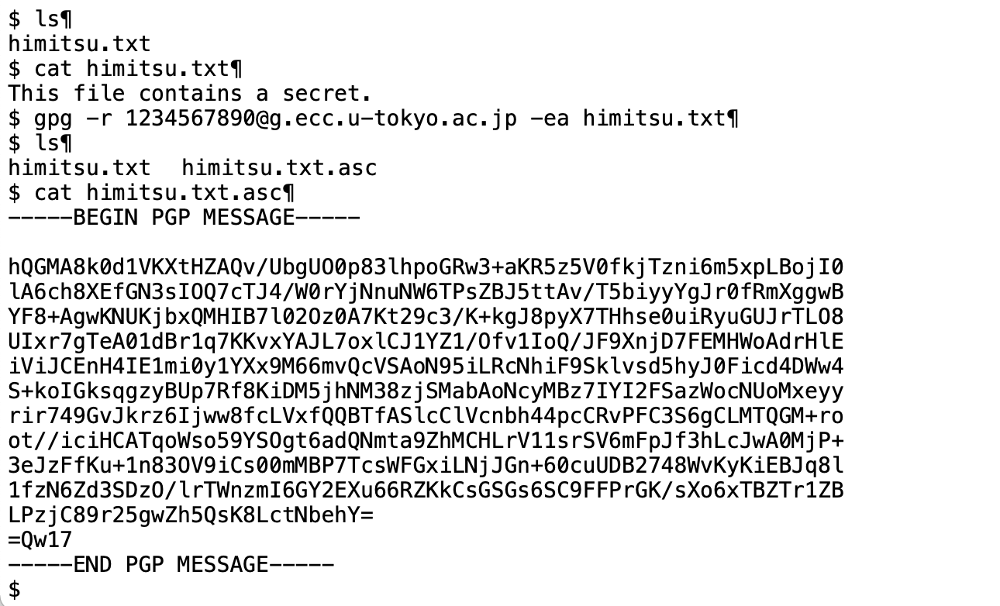 $ ls¶
himitsu.txt
$ cat himitsu.txt¶
This file contains a secret.
$ gpg -r 1234567890@g.ecc.u-tokyo.ac.jp -ea himitsu.txt¶
$ ls¶
himitsu.txt  himitsu.txt.asc
$ cat himitsu.txt.asc¶
-----BEGIN PGP MESSAGE-----

hQGMA8k0d1VKXtHZAQv/UbgUO0p83lhpoGRw3+aKR5z5V0fkjTzni6m5xpLBojI0
lA6ch8XEfGN3sIOQ7cTJ4/W0rYjNnuNW6TPsZBJ5ttAv/T5biyyYgJr0fRmXggwB
YF8+AgwKNUKjbxQMHIB7l02Oz0A7Kt29c3/K+kgJ8pyX7THhse0uiRyuGUJrTLO8
UIxr7gTeA01dBr1q7KKvxYAJL7oxlCJ1YZ1/Ofv1IoQ/JF9XnjD7FEMHWoAdrHlE
iViJCEnH4IE1mi0y1YXx9M66mvQcVSAoN95iLRcNhiF9Sklvsd5hyJ0Ficd4DWw4
S+koIGksqgzyBUp7Rf8KiDM5jhNM38zjSMabAoNcyMBz7IYI2FSazWocNUoMxeyy
rir749GvJkrz6Ijww8fcLVxfQQBTfASlcClVcnbh44pcCRvPFC3S6gCLMTQGM+ro
ot//iciHCATqoWso59YSOgt6adQNmta9ZhMCHLrV11srSV6mFpJf3hLcJwA0MjP+
3eJzFfKu+1n83OV9iCs00mMBP7TcsWFGxiLNjJGn+60cuUDB2748WvKyKiEBJq8l
1fzN6Zd3SDzO/lrTWnzmI6GY2EXu66RZKkCsGSGs6SC9FFPrGK/sXo6xTBZTr1ZB
LPzjC89r25gwZh5QsK8LctNbehY=
=Qw17
-----END PGP MESSAGE-----
$